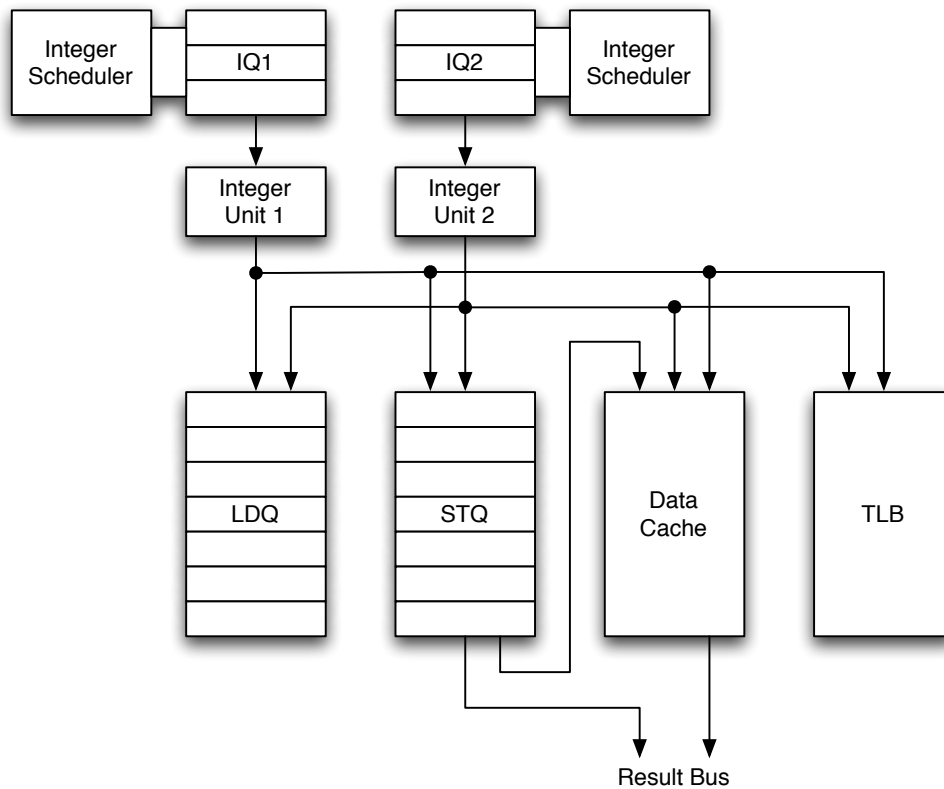 Integer
Scheduler
IQ1
IQ2
Integer
Scheduler
Integer
Unit 1
Integer
Unit 2
LDQ
STQ
Data
Cache
TLB
Result Bus